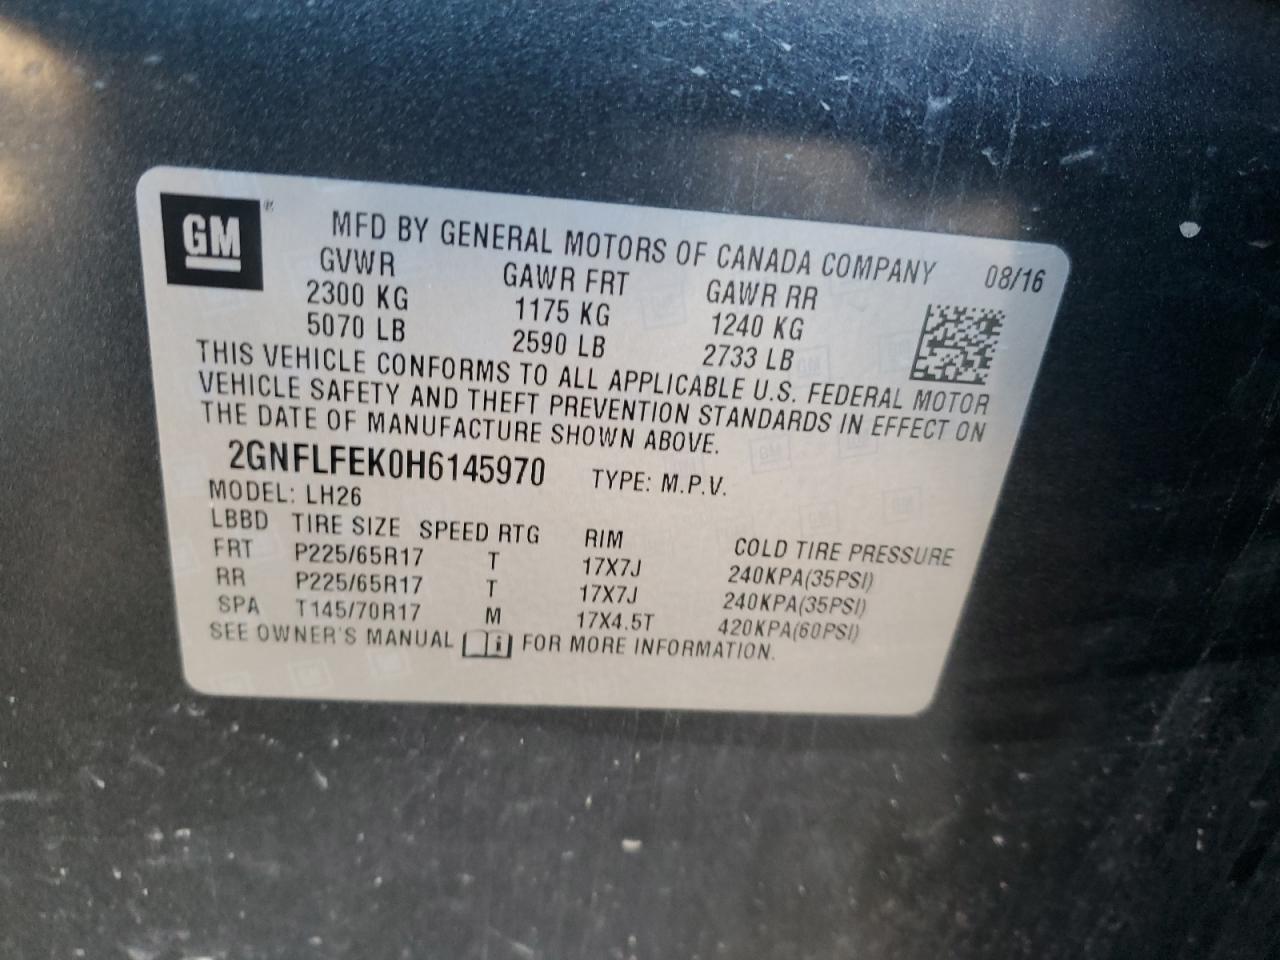 GM ®
MFD BY GENERAL MOTORS OF CANADA COMPANY 08/16
GVWR GAWR FRT GAWR RR
2300 KG 1175 KG 1240 KG
5070 LB 2590 LB 2733 LB
THIS VEHICLE CONFORMS TO ALL APPLICABLE U.S. FEDERAL MOTOR
VEHICLE SAFETY AND THEFT PREVENTION STANDARDS IN EFFECT ON
THE DATE OF MANUFACTURE SHOWN ABOVE.
2GNFLFEK0H6145970 TYPE: M.P.V.
MODEL: LH26
LBBD TIRE SIZE SPEED RTG RIM COLD TIRE PRESSURE
FRT P225/65R17 T 17X7J 240KPA(35PSI)
RR P225/65R17 T 17X7J 240KPA(35PSI)
SPA T145/70R17 M 17X4.5T 420KPA(60PSI)
SEE OWNER'S MANUAL i FOR MORE INFORMATION.